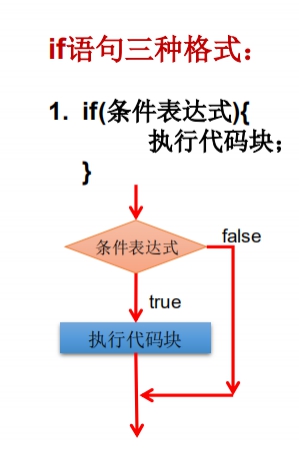 if语句三种格式：
1. if(条件表达式){
执行代码块；
}
条件表达式
false
true
执行代码块